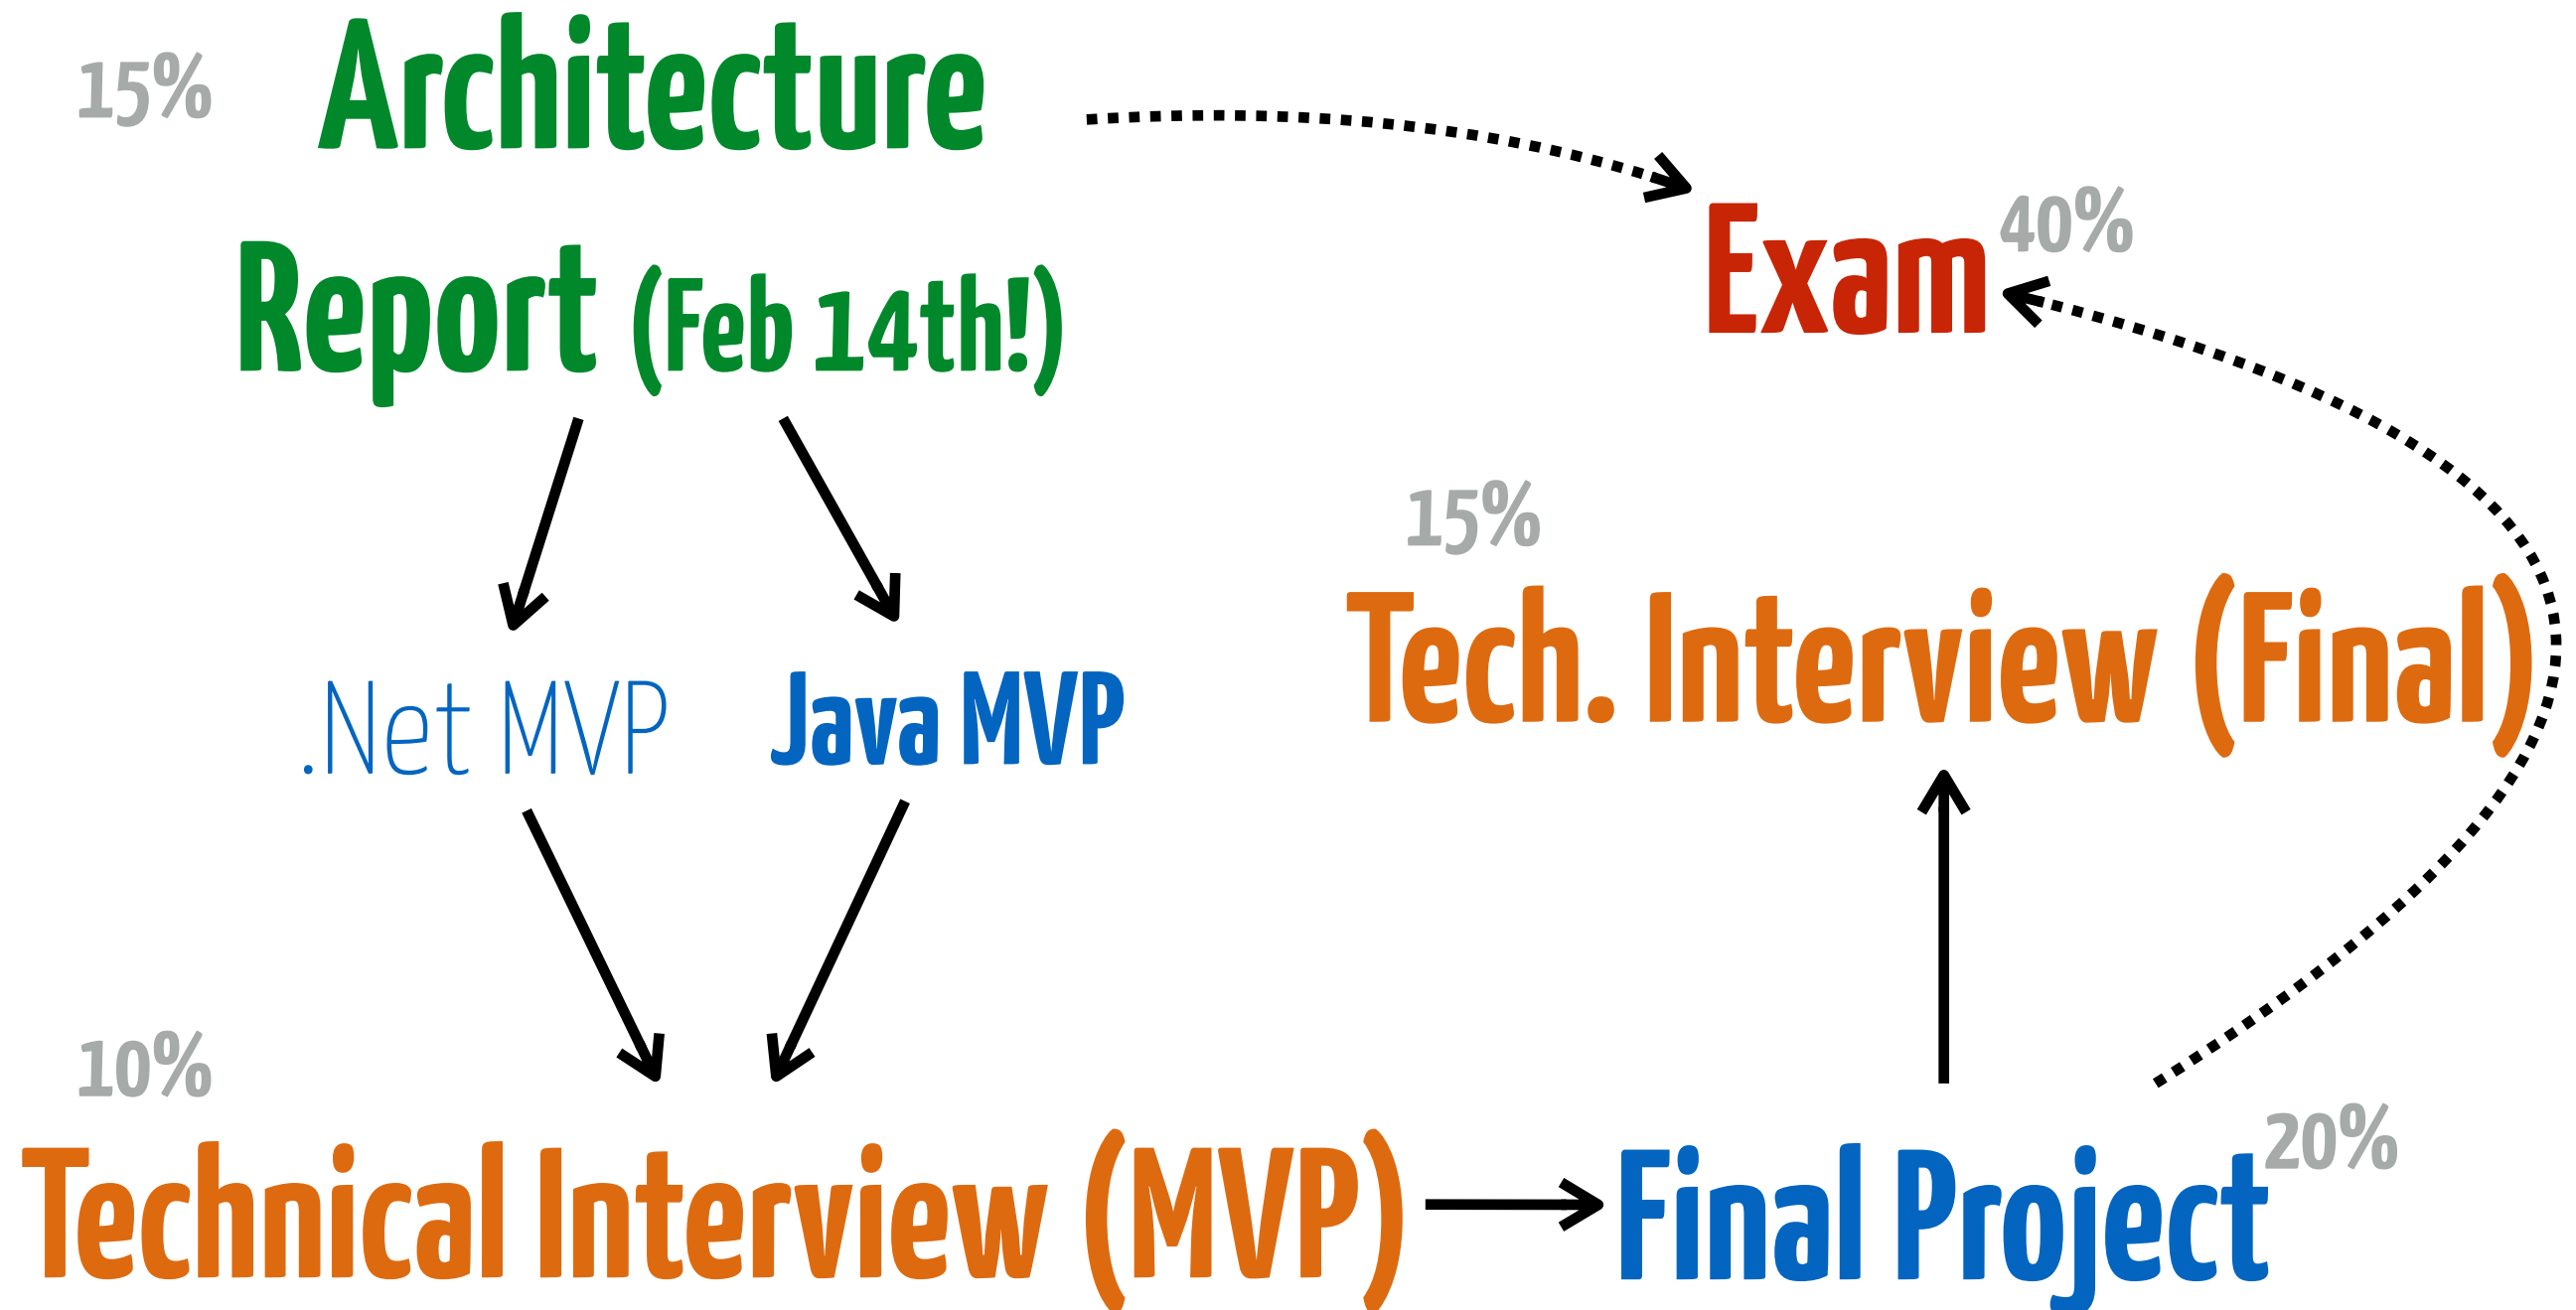 15%
Architecture
Report (Feb 14th!)
Exam
40%
.Net MVP
Java MVP
15%
Tech. Interview (Final)
10%
Technical Interview (MVP)
Final Project
20%